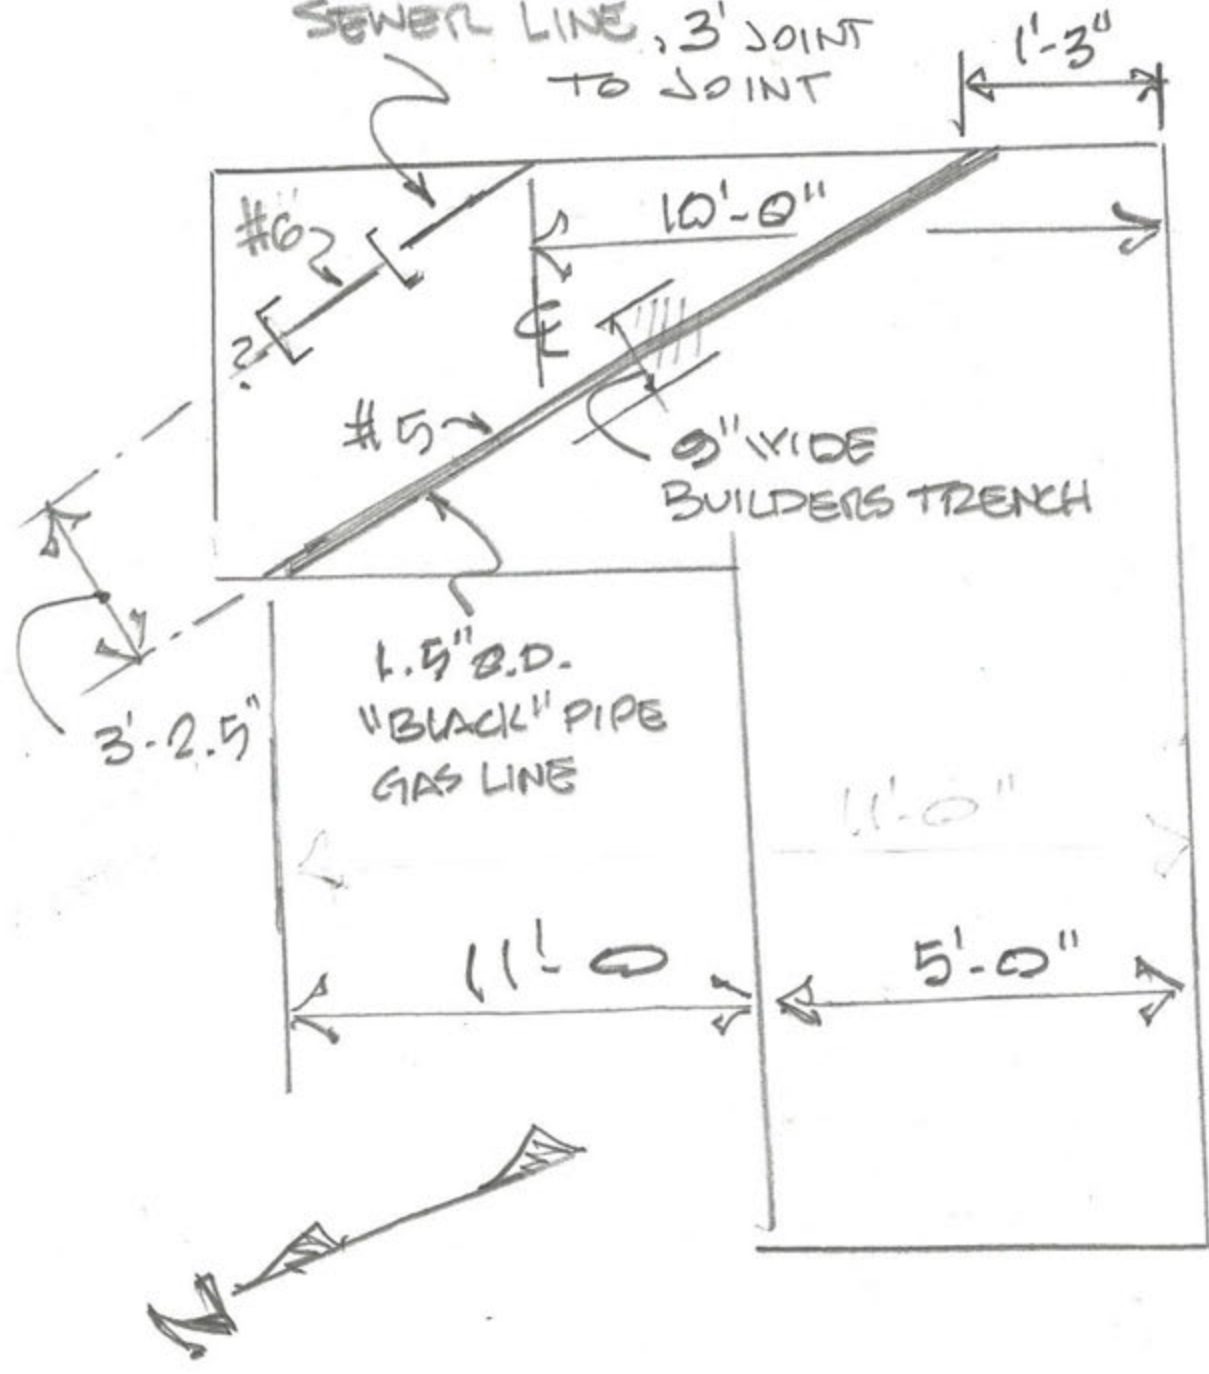 SEWER LINE, 3' JOINT
TO JOINT
1'-3"
#6
10'-0"
℄
?
#5
9" WIDE
BUILDERS TRENCH
3'-2.5"
1.5" O.D.
"BLACK" PIPE
GAS LINE
11'-0"
11'-0
5'-0"
N